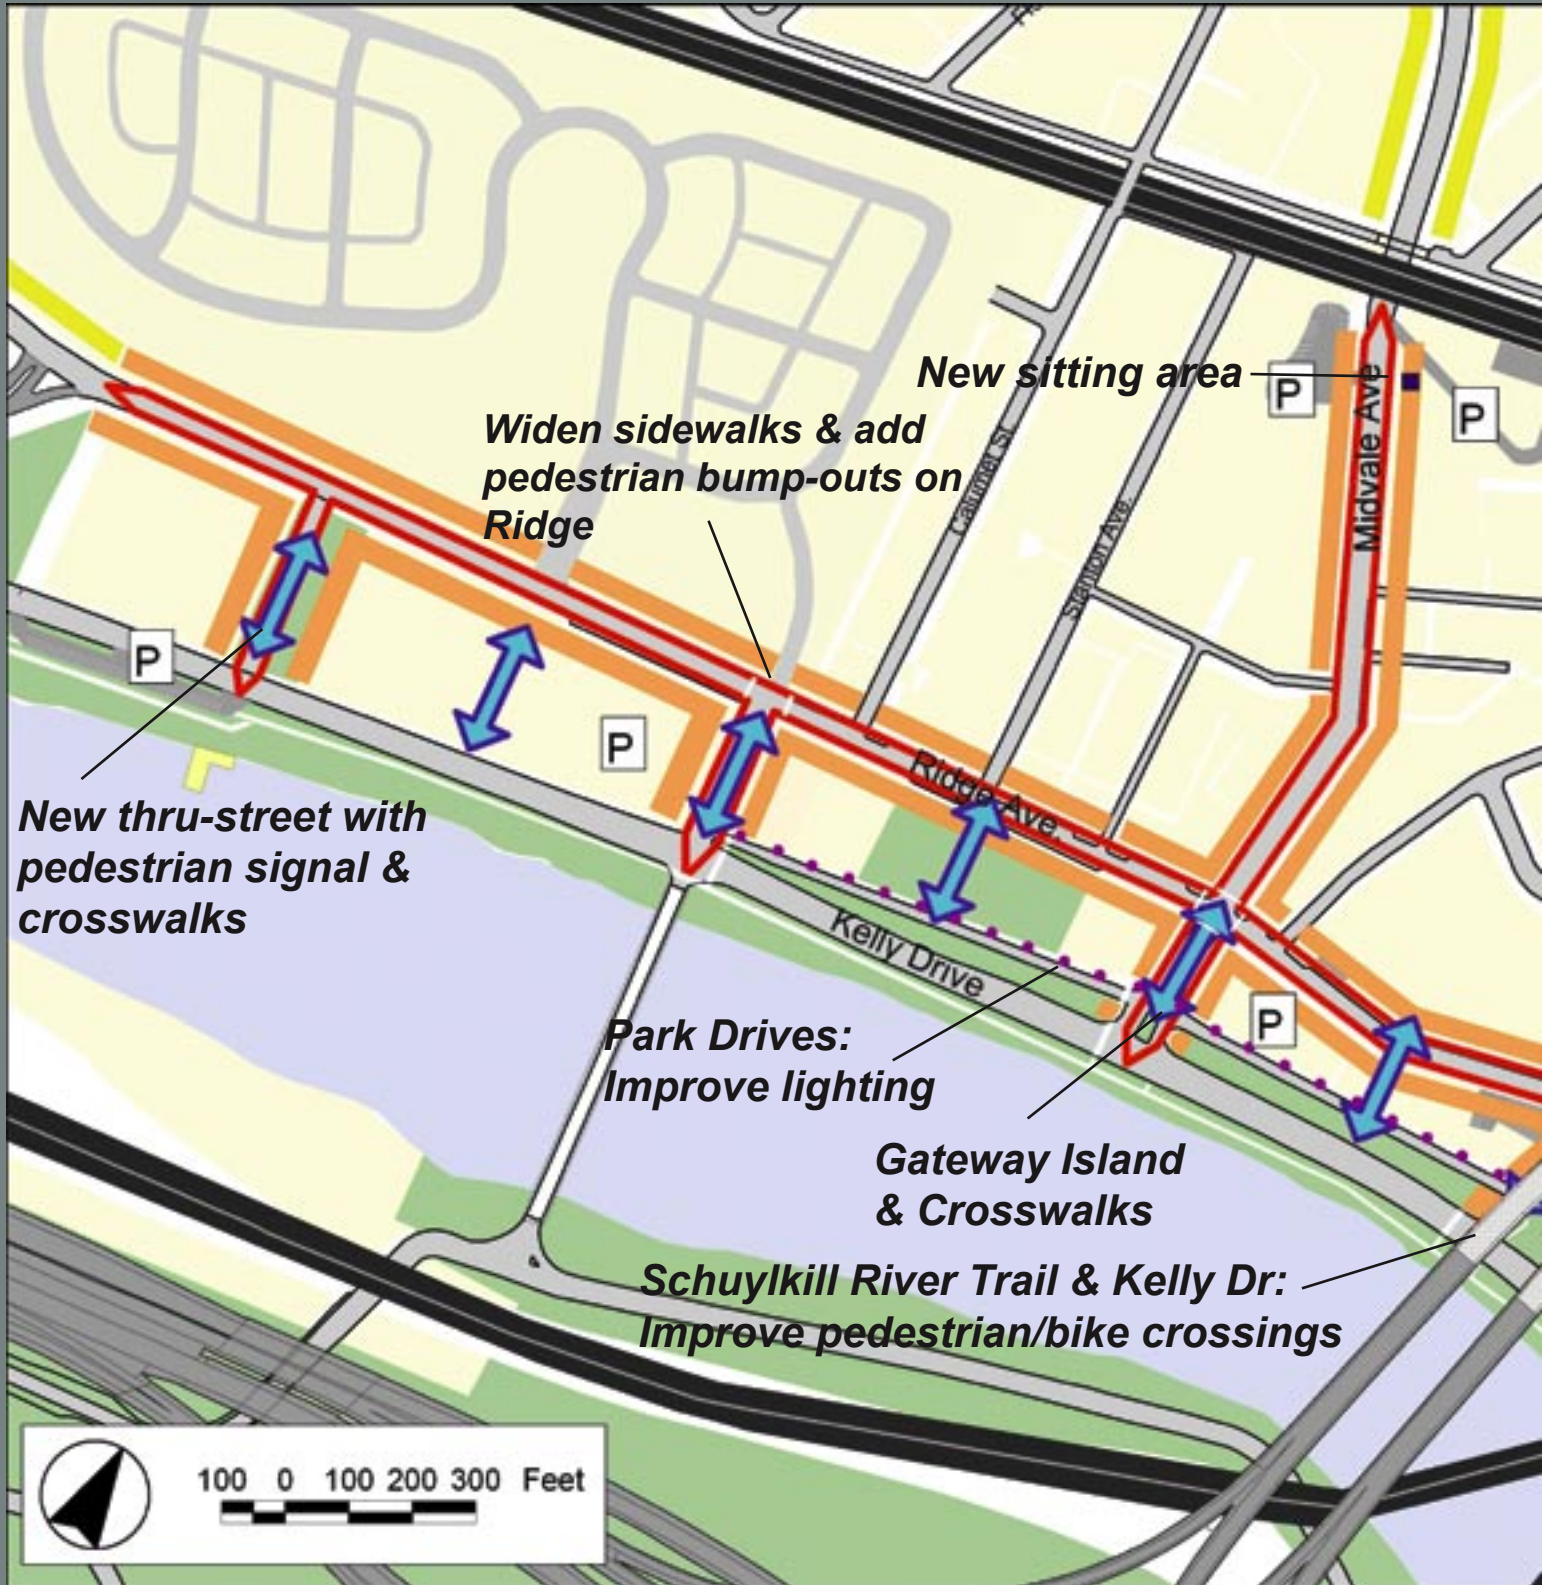 New sitting area
P
P
Midvale Ave
Widen sidewalks & add
pedestrian bump-outs on
Ridge
Calumet St.
Stanton Ave.
P
P
Ridge Ave.
New thru-street with
pedestrian signal &
crosswalks
Kelly Drive
P
Park Drives:
Improve lighting
Gateway Island
& Crosswalks
Schuylkill River Trail & Kelly Dr:
Improve pedestrian/bike crossings
100 0 100 200 300 Feet